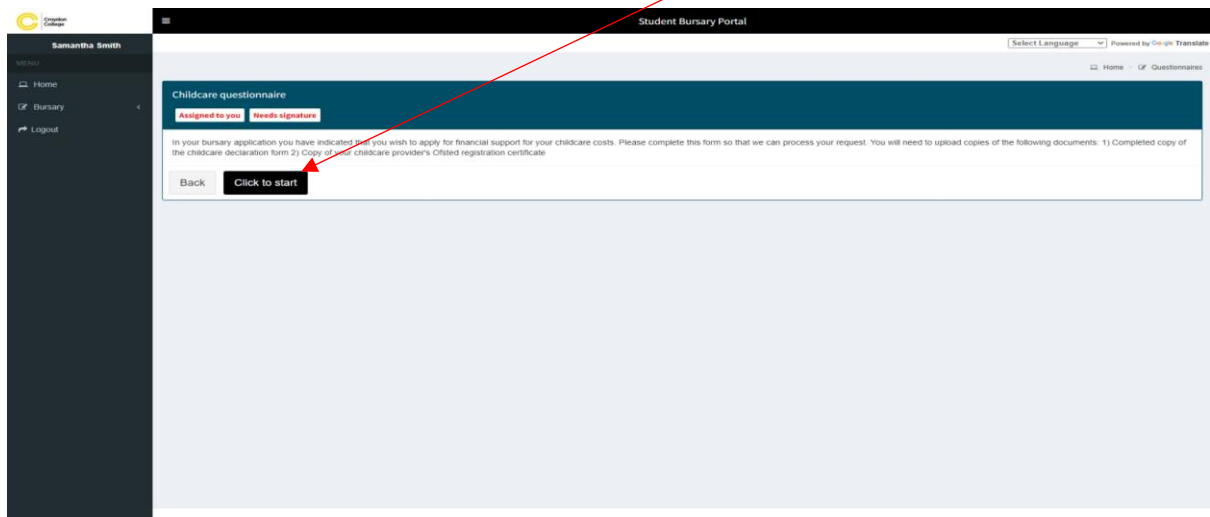 Croydon
College
Student Bursary Portal
Samantha Smith
Select Language
Powered by Google Translate
MENU
Home
Questionnaires
Home
Bursary
Logout
Childcare questionnaire
Assigned to you
Needs signature
In your bursary application you have indicated that you wish to apply for financial support for your childcare costs. Please complete this form so that we can process your request. You will need to upload copies of the following documents: 1) Completed copy of
the childcare declaration form 2) Copy of your childcare provider's Ofsted registration certificate
Back
Click to start